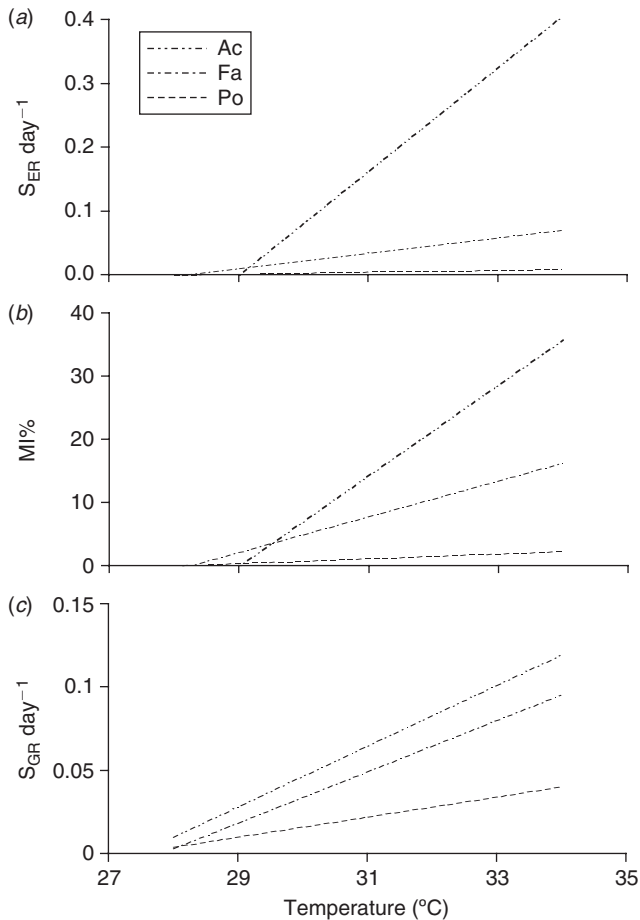 (a)
0.4
0.3
0.2
0.1
0.0
S_ER day⁻¹
Ac
Fa
Po
(b)
40
30
20
10
0
MI%
(c)
0.15
0.1
0.05
0
S_GR day⁻¹
27 29 31 33 35
Temperature (°C)